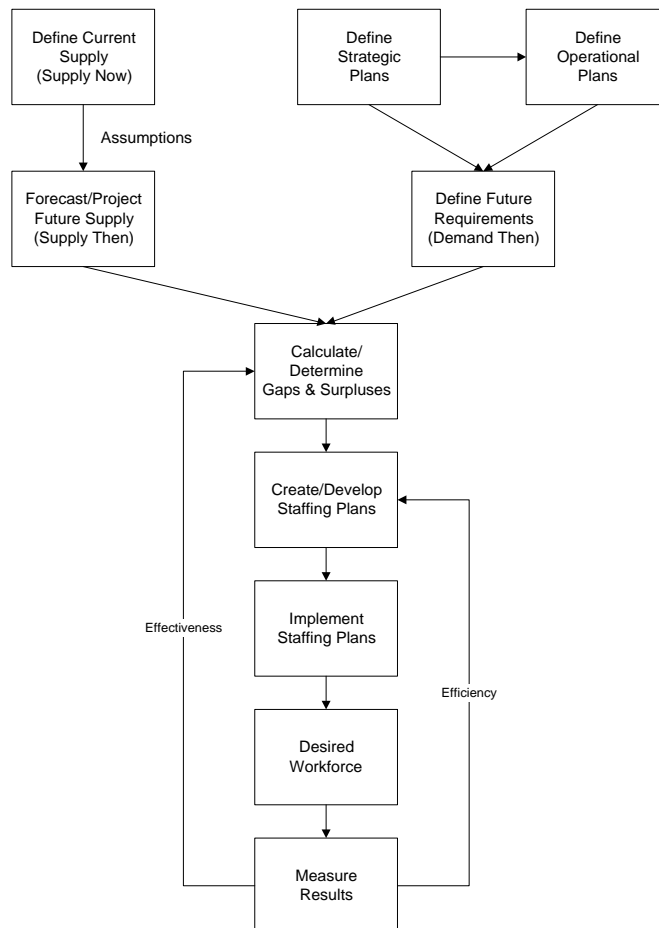 Define Current
Supply
(Supply Now)
Define
Strategic
Plans
Define
Operational
Plans
Assumptions
Forecast/Project
Future Supply
(Supply Then)
Define Future
Requirements
(Demand Then)
Calculate/
Determine
Gaps & Surpluses
Create/Develop
Staffing Plans
Implement
Staffing Plans
Effectiveness
Efficiency
Desired
Workforce
Measure
Results